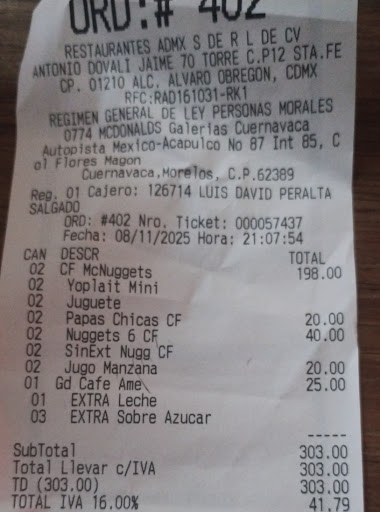 ORD:# 402
RESTAURANTES ADMX S DE R L DE CV
ANTONIO DOVALI JAIME 70 TORRE C.P12 STA.FE
CP. 01210 ALC. ALVARO OBREGON, CDMX
RFC:RAD161031-RK1
REGIMEN GENERAL DE LEY PERSONAS MORALES
0774 MCDONALDS Galerias Cuernavaca
Autopista Mexico-Acapulco No 87 Int 85, C
ol Flores Magon
Cuernavaca,Morelos, C.P.62389
Reg. 01 Cajero: 126714 LUIS DAVID PERALTA
SALGADO
ORD: #402 Nro. Ticket: 000057437
Fecha: 08/11/2025 Hora: 21:07:54
CAN DESCR TOTAL
02 CF McNuggets 198.00
02 Yoplait Mini
02 Juguete
02 Papas Chicas CF 20.00
02 Nuggets 6 CF 40.00
02 SinExt Nugg CF
02 Jugo Manzana 20.00
01 Gd Cafe Ame 25.00
01 EXTRA Leche
03 EXTRA Sobre Azucar
-----
SubTotal 303.00
Total Llevar c/IVA 303.00
TD (303.00) 303.00
TOTAL IVA 16.00% 41.79